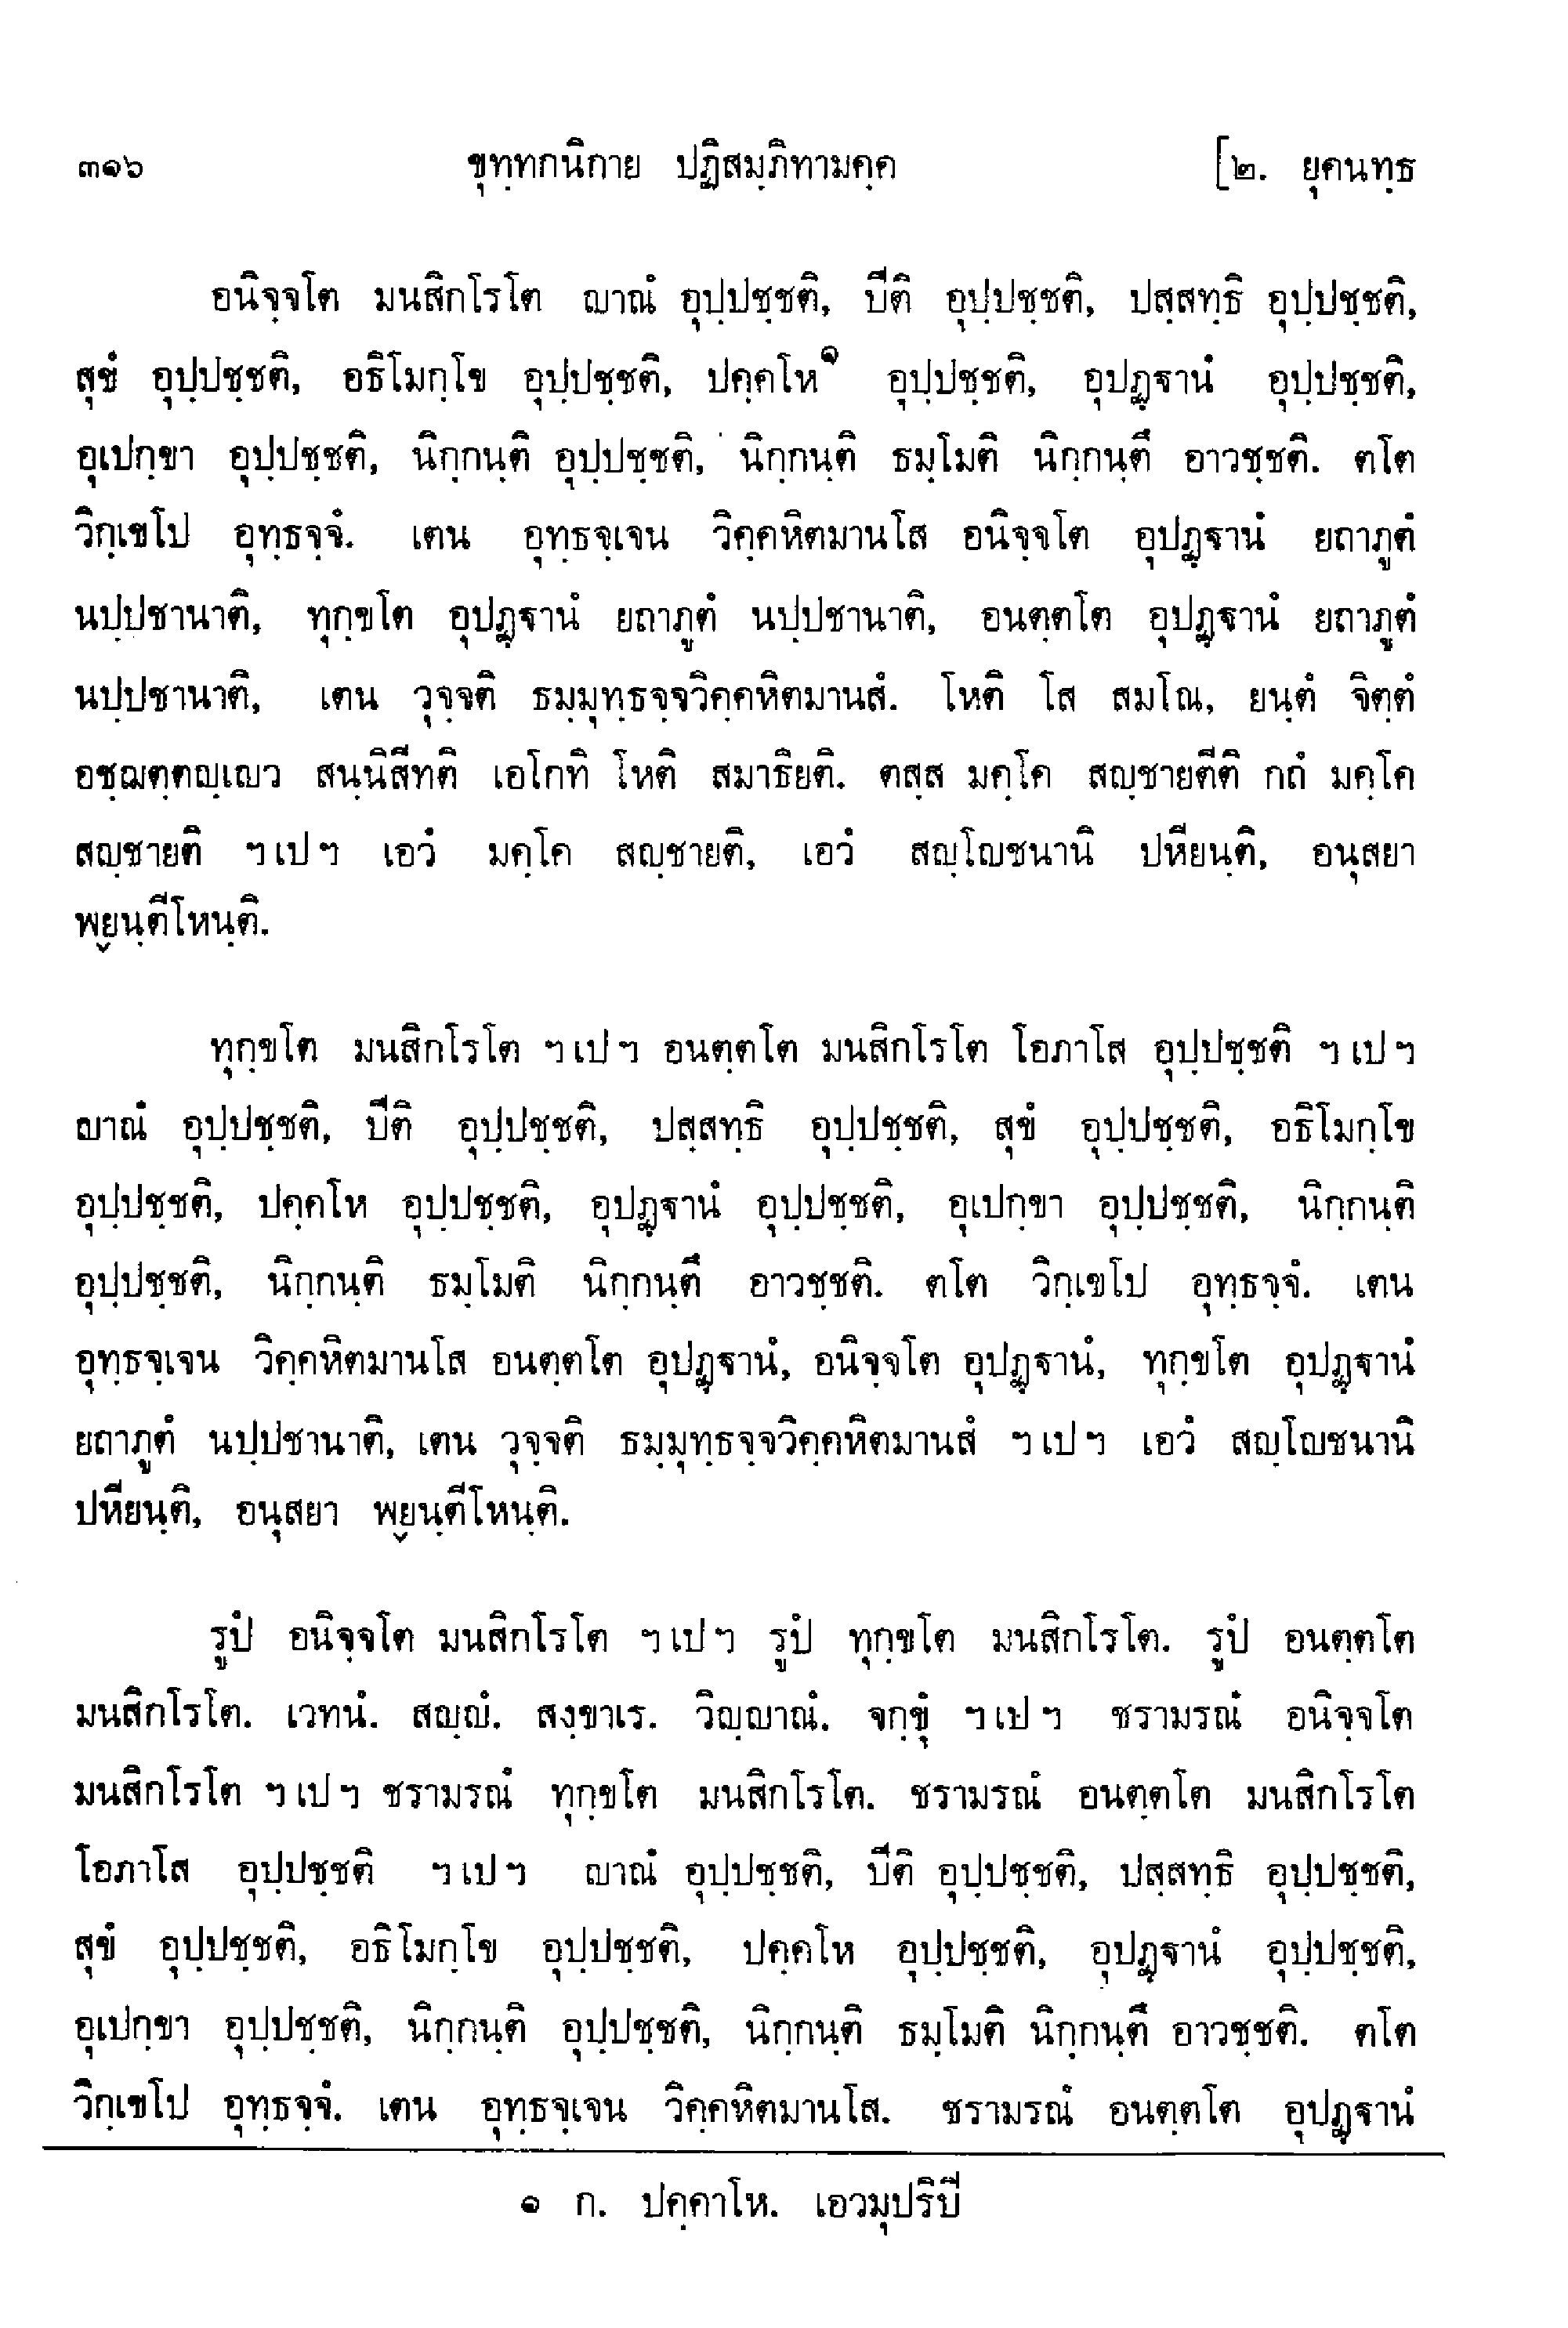 ๓๑๖ ขุทฺทกนิกาย ปฏิสมฺภิทามคฺค [๒. ยุคนทฺธ
อนิจฺจโต มนสิกโรโต ญาณํ อุปฺปชฺชติ, ปีติ อุปฺปชฺชติ, ปสฺสทฺธิ อุปฺปชฺชติ,
สุขํ อุปฺปชฺชติ, อธิโมกฺโข อุปฺปชฺชติ, ปคฺคโห๑ อุปฺปชฺชติ, อุปฏฺฐานํ อุปฺปชฺชติ,
อุเปกฺขา อุปฺปชฺชติ, นิกฺกนฺติ อุปฺปชฺชติ, นิกฺกนฺติ ธมฺโมติ นิกฺกนฺตึ อาวชฺชติ. ตโต
วิกฺเขโป อุทฺธจฺจํ. เตน อุทฺธจฺเจน วิคฺคหิตมานโส อนิจฺจโต อุปฏฺฐานํ ยถาภูตํ
นปฺปชานาติ, ทุกฺขโต อุปฏฺฐานํ ยถาภูตํ นปฺปชานาติ, อนตฺตโต อุปฏฺฐานํ ยถาภูตํ
นปฺปชานาติ, เตน วุจฺจติ ธมฺมุทฺธจฺจวิคฺคหิตมานสํ. โหติ โส สมโณ, ยนฺตํ จิตฺตํ
อชฺฌตฺตญฺเญว สนฺนิสีทติ เอโกทิ โหติ สมาธิยติ. ตสฺส มคฺโค สญฺชายตีติ กถํ มคฺโค
สญฺชายติ ฯ เป ฯ เอวํ มคฺโค สญฺชายติ, เอวํ สญฺโญชนานิ ปหียนฺติ, อนุสยา
พฺยนฺตีโหนฺติ.
ทุกฺขโต มนสิกโรโต ฯ เป ฯ อนตฺตโต มนสิกโรโต โอภาโส อุปฺปชฺชติ ฯ เป ฯ
ญาณํ อุปฺปชฺชติ, ปีติ อุปฺปชฺชติ, ปสฺสทฺธิ อุปฺปชฺชติ, สุขํ อุปฺปชฺชติ, อธิโมกฺโข
อุปฺปชฺชติ, ปคฺคโห อุปฺปชฺชติ, อุปฏฺฐานํ อุปฺปชฺชติ, อุเปกฺขา อุปฺปชฺชติ, นิกฺกนฺติ
อุปฺปชฺชติ, นิกฺกนฺติ ธมฺโมติ นิกฺกนฺตึ อาวชฺชติ. ตโต วิกฺเขโป อุทฺธจฺจํ. เตน
อุทฺธจฺเจน วิคฺคหิตมานโส อนตฺตโต อุปฏฺฐานํ, อนิจฺจโต อุปฏฺฐานํ, ทุกฺขโต อุปฏฺฐานํ
ยถาภูตํ นปฺปชานาติ, เตน วุจฺจติ ธมฺมุทฺธจฺจวิคฺคหิตมานสํ ฯ เป ฯ เอวํ สญฺโญชนานิ
ปหียนฺติ, อนุสยา พฺยนฺตีโหนฺติ.
รูปํ อนิจฺจโต มนสิกโรโต ฯ เป ฯ รูปํ ทุกฺขโต มนสิกโรโต. รูปํ อนตฺตโต
มนสิกโรโต. เวทนํ. สญฺญํ. สงฺขาเร. วิญฺญาณํ. จกฺขุํ ฯ เป ฯ ชรามรณํ อนิจฺจโต
มนสิกโรโต ฯ เป ฯ ชรามรณํ ทุกฺขโต มนสิกโรโต. ชรามรณํ อนตฺตโต มนสิกโรโต
โอภาโส อุปฺปชฺชติ ฯ เป ฯ ญาณํ อุปฺปชฺชติ, ปีติ อุปฺปชฺชติ, ปสฺสทฺธิ อุปฺปชฺชติ,
สุขํ อุปฺปชฺชติ, อธิโมกฺโข อุปฺปชฺชติ, ปคฺคโห อุปฺปชฺชติ, อุปฏฺฐานํ อุปฺปชฺชติ,
อุเปกฺขา อุปฺปชฺชติ, นิกฺกนฺติ อุปฺปชฺชติ, นิกฺกนฺติ ธมฺโมติ นิกฺกนฺตึ อาวชฺชติ. ตโต
วิกฺเขโป อุทฺธจฺจํ. เตน อุทฺธจฺเจน วิคฺคหิตมานโส. ชรามรณํ อนตฺตโต อุปฏฺฐานํ
๑ ก. ปคฺคาโห. เอวมุปริปี